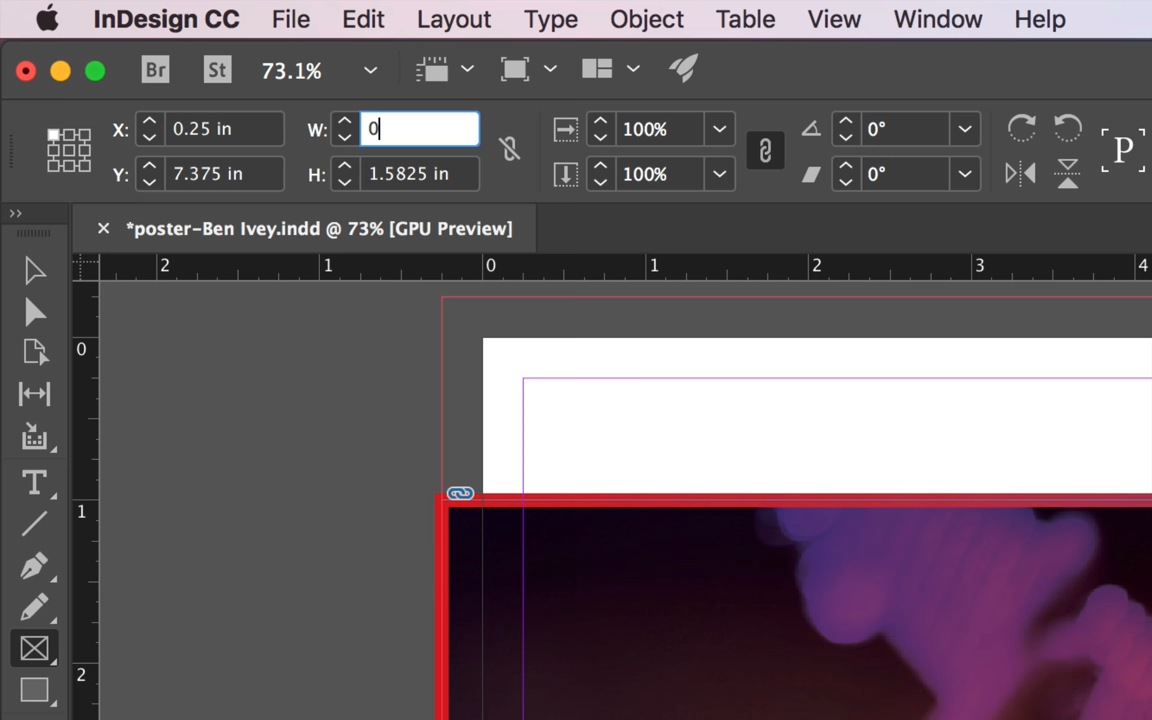 InDesign CC File Edit Layout Type Object Table View Window Help
Br St 73.1%
X: 0.25 in W: 0 100% 100% 0° P
Y: 7.375 in H: 1.5825 in 100% 0°
*poster-Ben Ivey.indd @ 73% [GPU Preview]
2 1 0 1 2 3 4
0
1
T
2